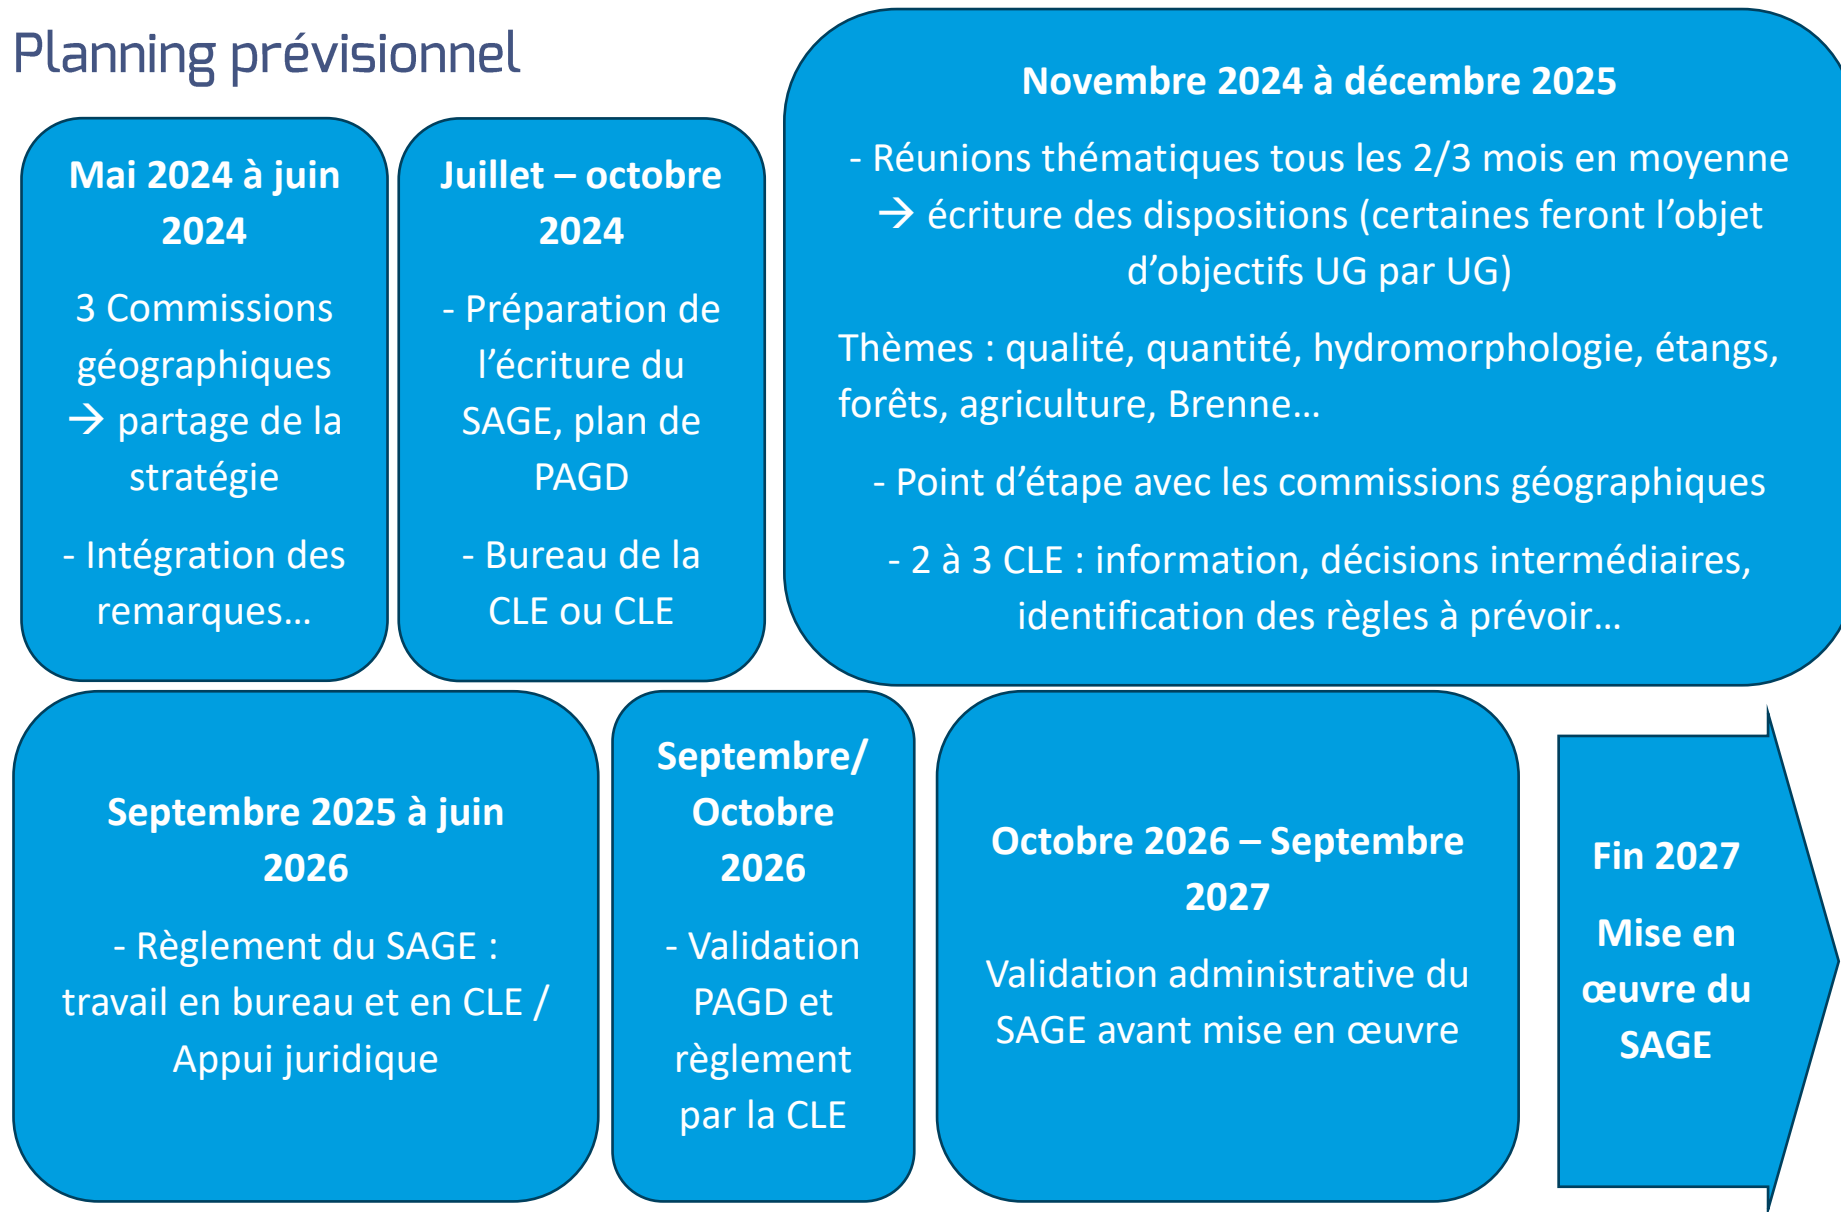 Planning prévisionnel
Mai 2024 à juin
2024
3 Commissions
géographiques
→ partage de la
stratégie
- Intégration des
remarques…
Juillet – octobre
2024
- Préparation de
l’écriture du
SAGE, plan de
PAGD
- Bureau de la
CLE ou CLE
Novembre 2024 à décembre 2025
- Réunions thématiques tous les 2/3 mois en moyenne
→ écriture des dispositions (certaines feront l’objet
d’objectifs UG par UG)
Thèmes : qualité, quantité, hydromorphologie, étangs,
forêts, agriculture, Brenne…
- Point d’étape avec les commissions géographiques
- 2 à 3 CLE : information, décisions intermédiaires,
identification des règles à prévoir…
Septembre 2025 à juin
2026
- Règlement du SAGE :
travail en bureau et en CLE /
Appui juridique
Septembre/
Octobre
2026
- Validation
PAGD et
règlement
par la CLE
Octobre 2026 – Septembre
2027
Validation administrative du
SAGE avant mise en œuvre
Fin 2027
Mise en
œuvre du
SAGE